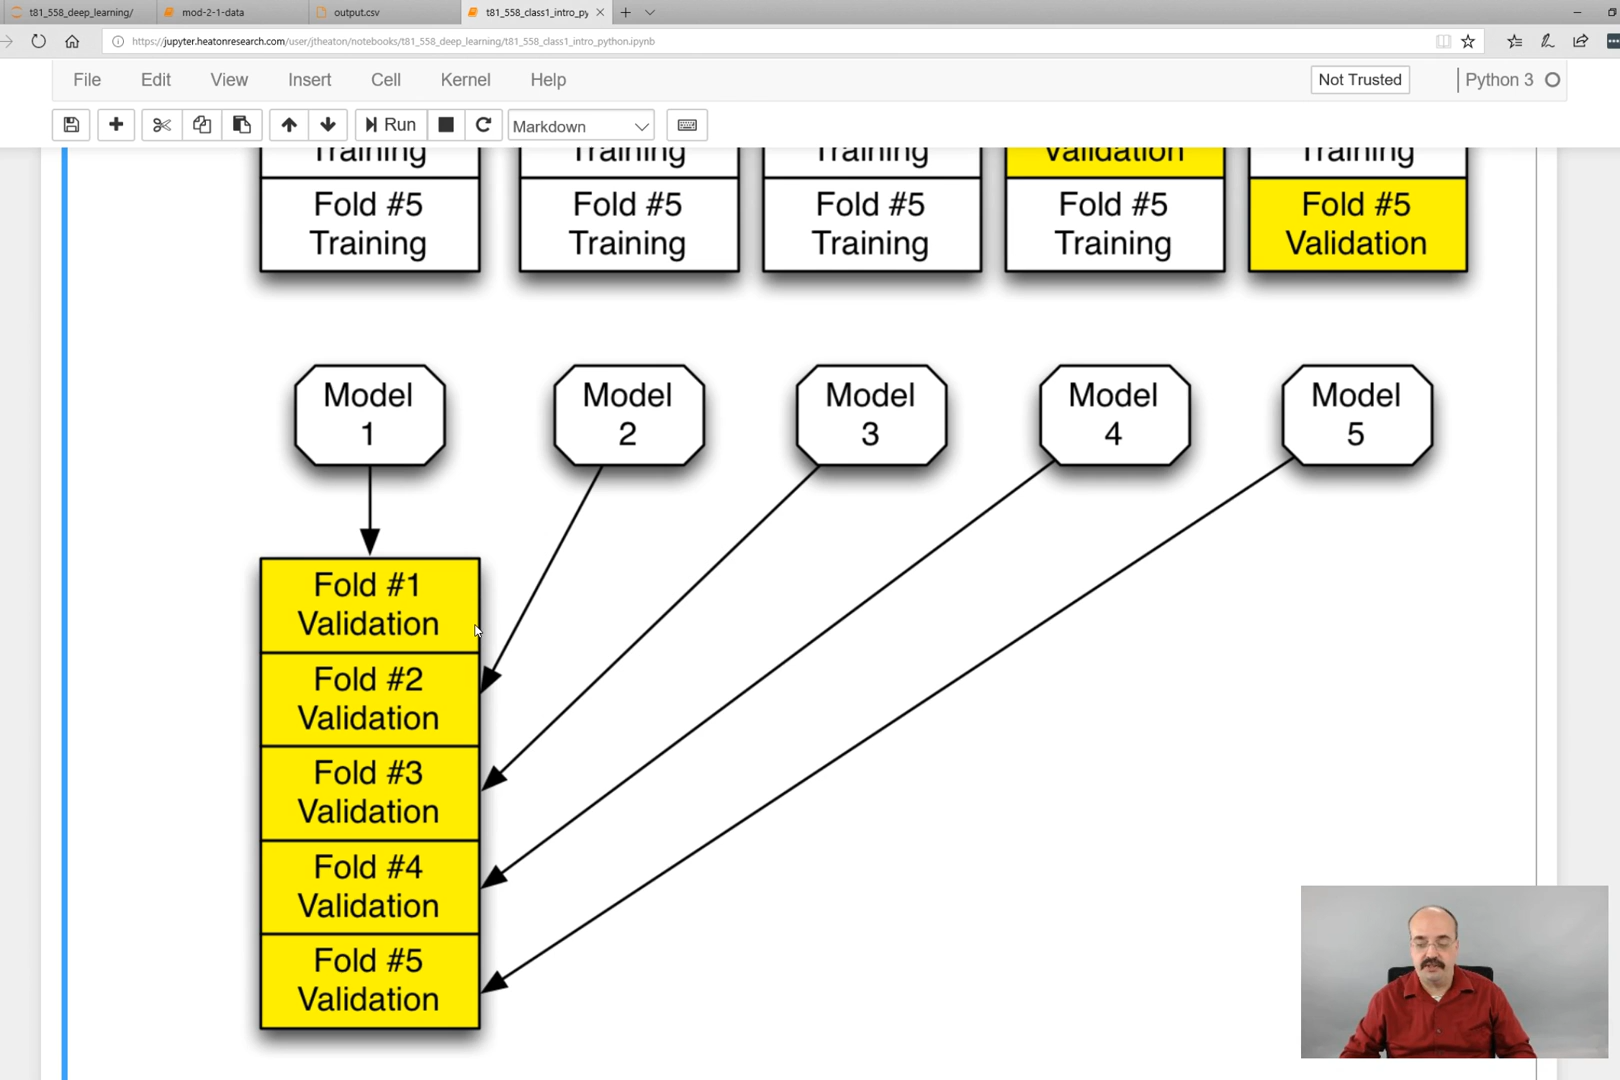 t81_558_deep_learning/
mod-2-1-data
output.csv
t81_558_class1_intro_py
https://jupyter.heatonresearch.com/user/jtheaton/notebooks/t81_558_deep_learning/t81_558_class1_intro_python.ipynb
File
Edit
View
Insert
Cell
Kernel
Help
Not Trusted
Python 3
Run
Markdown
Training
Training
Training
Validation
Training
Fold #5
Training
Fold #5
Training
Fold #5
Training
Fold #5
Training
Fold #5
Validation
Model
1
Model
2
Model
3
Model
4
Model
5
Fold #1
Validation
Fold #2
Validation
Fold #3
Validation
Fold #4
Validation
Fold #5
Validation